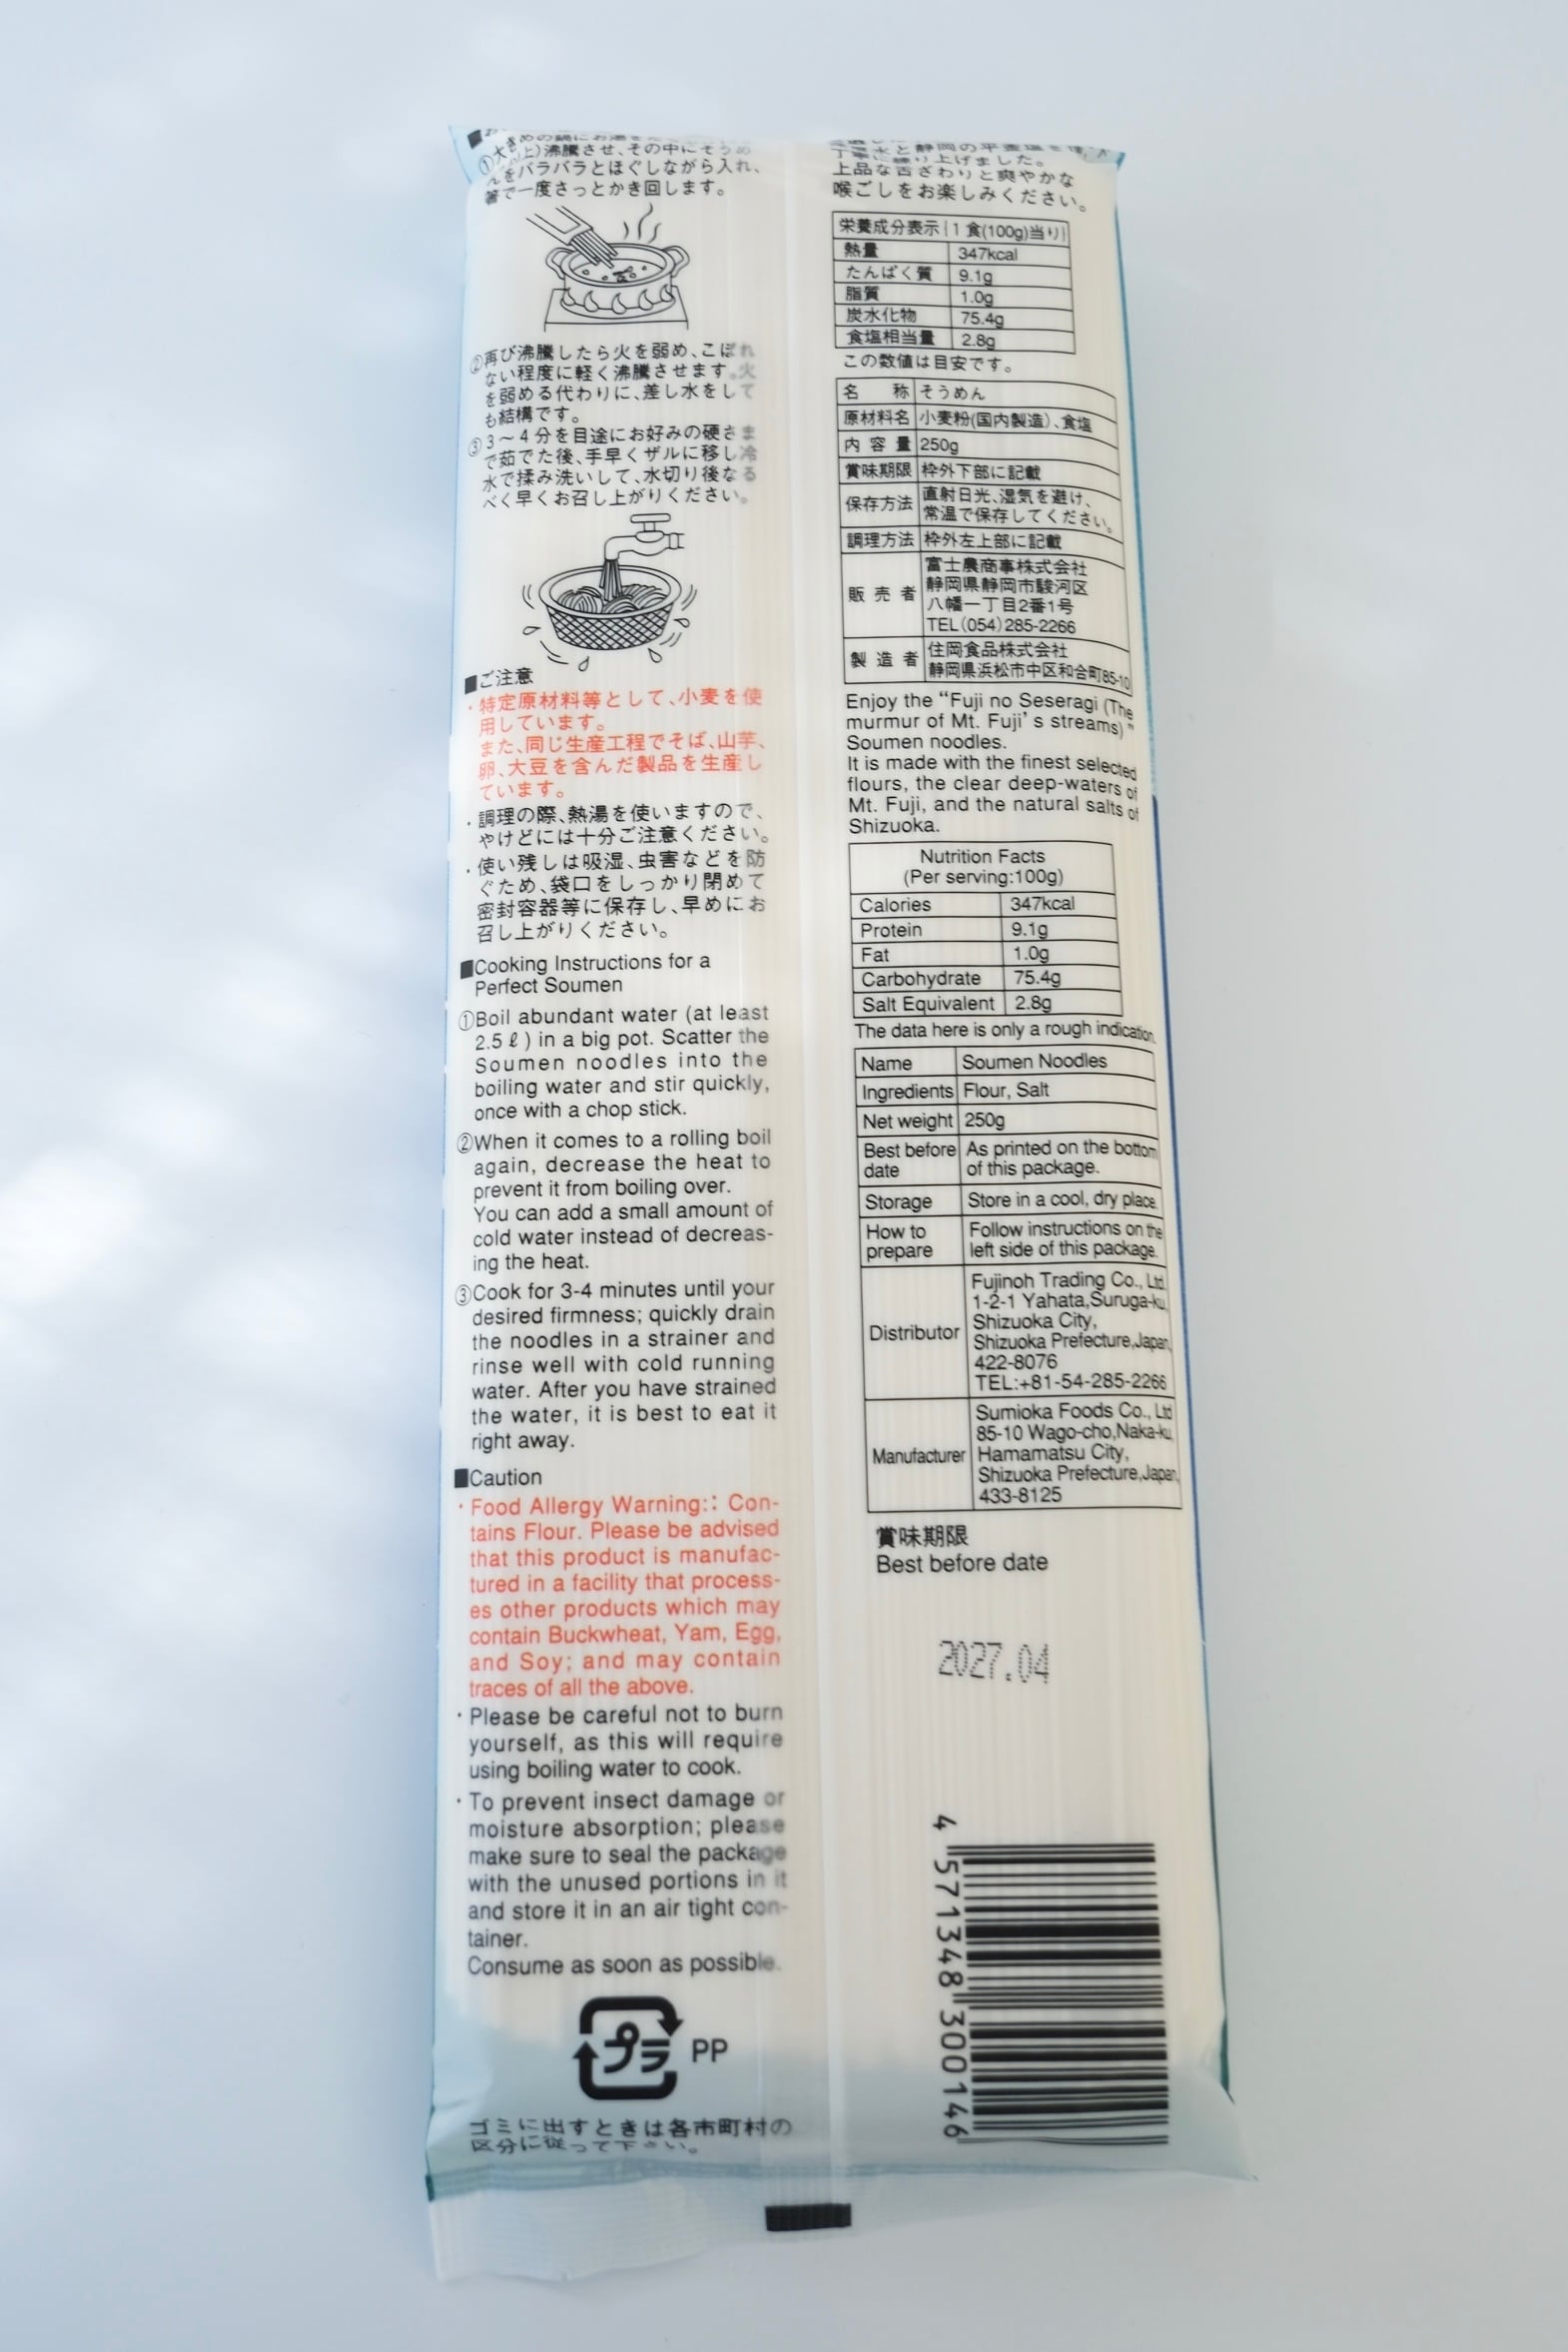 ①大き
上)沸騰させ、その中にそうめ
んをバラバラとほぐしながら入れ、
箸で一度さっとかき回します。
②再び沸騰したら火を弱め、こぼれ
ない程度に軽く沸騰させます。火
を弱める代わりに、差し水をして
も結構です。
③3〜4分を目途にお好みの硬さま
で茹でた後、手早くザルに移し冷
水で揉み洗いして、水切り後なる
べく早くお召し上がりください。
■ご注意
・特定原材料等として、小麦を使
用しています。
また、同じ生産工程でそば、山芋、
卵、大豆を含んだ製品を生産し
ています。
・調理の際、熱湯を使いますので、
やけどには十分ご注意ください。
・使い残しは吸湿、虫害などを防
ぐため、袋口をしっかり閉めて
密封容器等に保存し、早めにお
召し上がりください。
■Cooking Instructions for a
Perfect Soumen
①Boil abundant water (at least
2.5ℓ) in a big pot. Scatter the
Soumen noodles into the
boiling water and stir quickly,
once with a chop stick.
②When it comes to a rolling boil
again, decrease the heat to
prevent it from boiling over.
You can add a small amount of
cold water instead of decreas-
ing the heat.
③Cook for 3-4 minutes until your
desired firmness; quickly drain
the noodles in a strainer and
rinse well with cold running
water. After you have strained
the water, it is best to eat it
right away.
■Caution
・Food Allergy Warning:: Con-
tains Flour. Please be advised
that this product is manufac-
tured in a facility that process-
es other products which may
contain Buckwheat, Yam, Egg,
and Soy; and may contain
traces of all the above.
・Please be careful not to burn
yourself, as this will require
using boiling water to cook.
・To prevent insect damage or
moisture absorption; please
make sure to seal the package
with the unused portions in it
and store it in an air tight con-
tainer.
Consume as soon as possible.
プラ PP
ゴミに出すときは各市町村の
区分に従って下さい。
丁寧に練り上げました。
上品な舌ざわりと爽やかな
喉ごしをお楽しみください。
栄養成分表示(1食(100g)当り)
熱量 347kcal
たんぱく質 9.1g
脂質 1.0g
炭水化物 75.4g
食塩相当量 2.8g
この数値は目安です。
名 称 そうめん
原材料名 小麦粉(国内製造)、食塩
内容量 250g
賞味期限 枠外下部に記載
保存方法 直射日光、湿気を避け、
常温で保存してください。
調理方法 枠外左上部に記載
販売者 富士農商事株式会社
静岡県静岡市駿河区
八幡一丁目2番1号
TEL(054)285-2266
製造者 住岡食品株式会社
静岡県浜松市中区和合町85-10
Enjoy the “Fuji no Seseragi (The
murmur of Mt. Fuji's streams)”
Soumen noodles.
It is made with the finest selected
flours, the clear deep-waters of
Mt. Fuji, and the natural salts of
Shizuoka.
Nutrition Facts
(Per serving:100g)
Calories 347kcal
Protein 9.1g
Fat 1.0g
Carbohydrate 75.4g
Salt Equivalent 2.8g
The data here is only a rough indication.
Name Soumen Noodles
Ingredients Flour, Salt
Net weight 250g
Best before date As printed on the bottom
of this package.
Storage Store in a cool, dry place.
How to prepare Follow instructions on the
left side of this package.
Distributor Fujinoh Trading Co., Ltd.
1-2-1 Yahata,Suruga-ku,
Shizuoka City,
Shizuoka Prefecture,Japan,
422-8076
TEL:+81-54-285-2266
Manufacturer Sumioka Foods Co., Ltd
85-10 Wago-cho,Naka-ku,
Hamamatsu City,
Shizuoka Prefecture,Japan,
433-8125
賞味期限
Best before date
2027.04
4 571348 300146